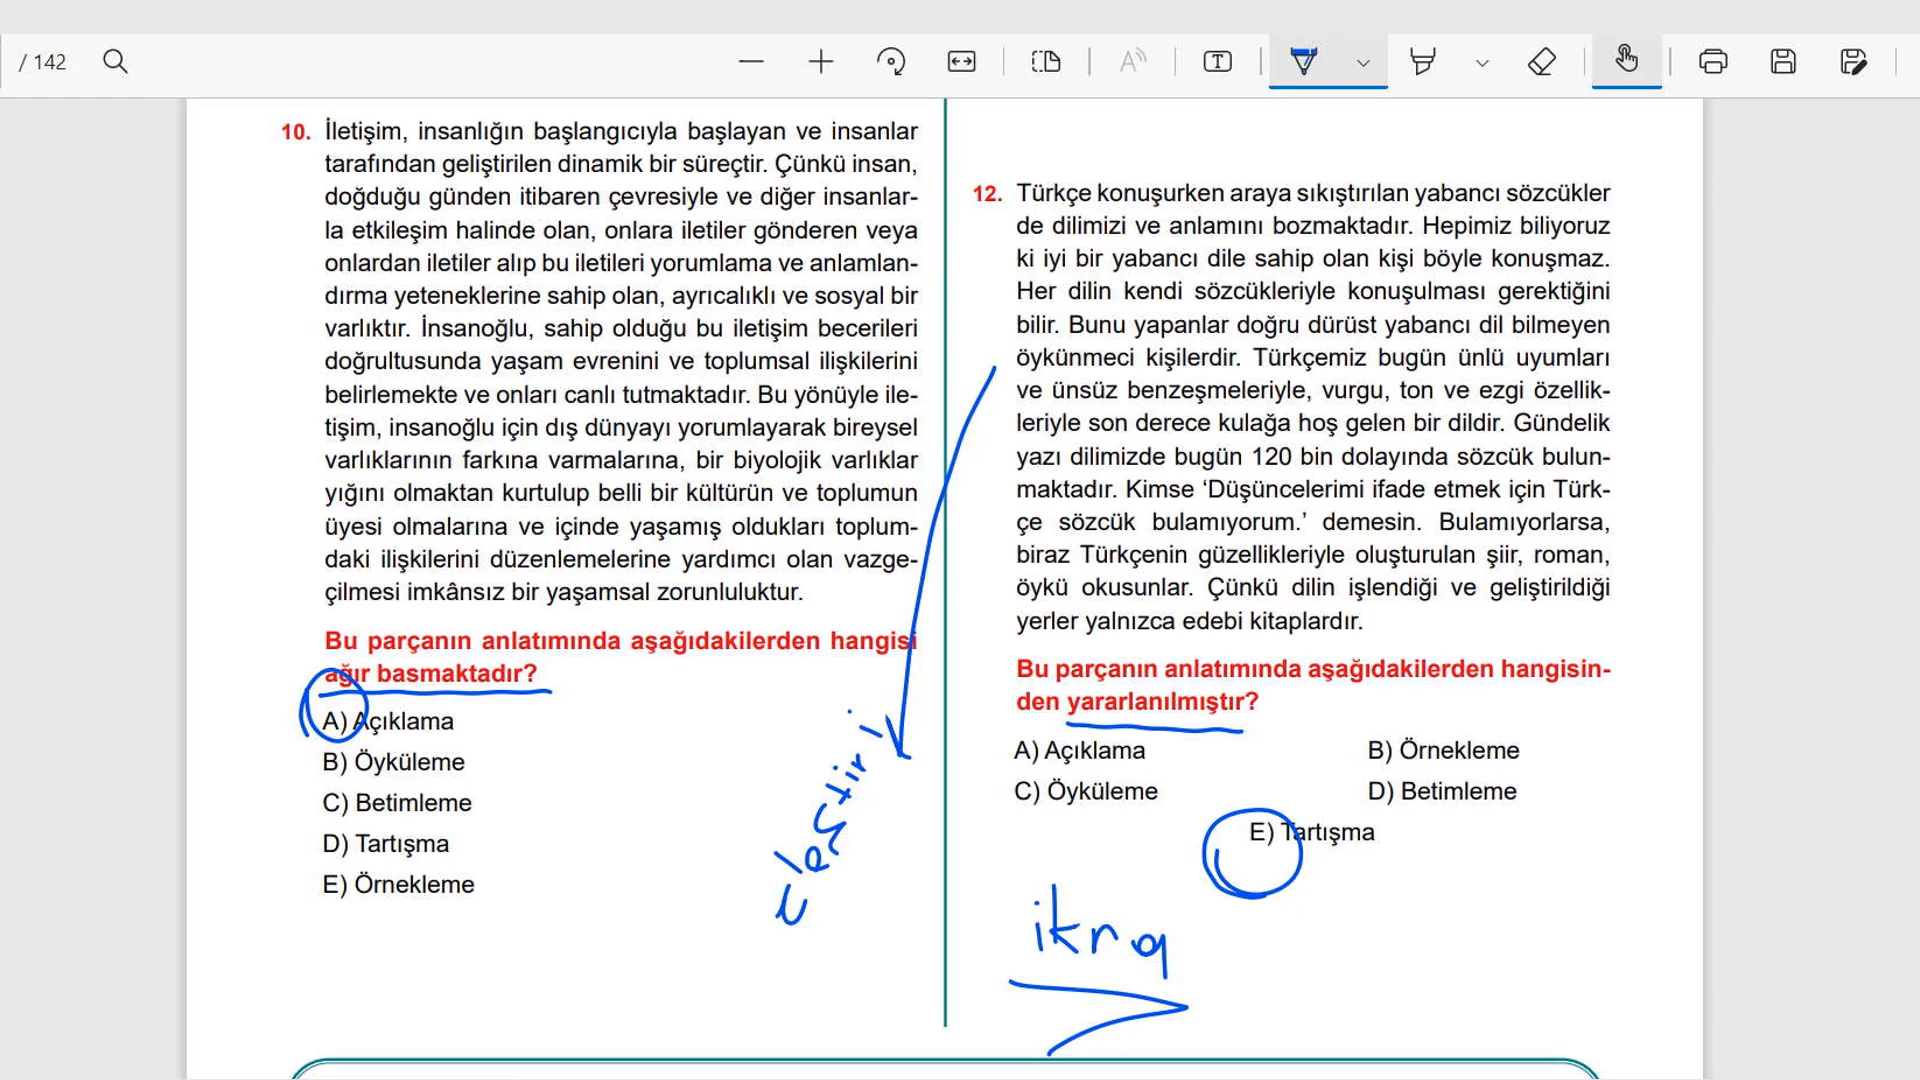 / 142
10. İletişim, insanlığın başlangıcıyla başlayan ve insanlar
tarafından geliştirilen dinamik bir süreçtir. Çünkü insan,
doğduğu günden itibaren çevresiyle ve diğer insanlar-
la etkileşim halinde olan, onlara iletiler gönderen veya
onlardan iletiler alıp bu iletileri yorumlama ve anlamlan-
dırma yeteneklerine sahip olan, ayrıcalıklı ve sosyal bir
varlıktır. İnsanoğlu, sahip olduğu bu iletişim becerileri
doğrultusunda yaşam evrenini ve toplumsal ilişkilerini
belirlemekte ve onları canlı tutmaktadır. Bu yönüyle ile-
tişim, insanoğlu için dış dünyayı yorumlayarak bireysel
varlıklarının farkına varmalarına, bir biyolojik varlıklar
yığını olmaktan kurtulup belli bir kültürün ve toplumun
üyesi olmalarına ve içinde yaşamış oldukları toplum-
daki ilişkilerini düzenlemelerine yardımcı olan vazge-
çilmesi imkânsız bir yaşamsal zorunluluktur.
Bu parçanın anlatımında aşağıdakilerden hangisi
ağır basmaktadır?
A) Açıklama
B) Öyküleme
C) Betimleme
D) Tartışma
E) Örnekleme
eleştiri
12. Türkçe konuşurken araya sıkıştırılan yabancı sözcükler
de dilimizi ve anlamını bozmaktadır. Hepimiz biliyoruz
ki iyi bir yabancı dile sahip olan kişi böyle konuşmaz.
Her dilin kendi sözcükleriyle konuşulması gerektiğini
bilir. Bunu yapanlar doğru dürüst yabancı dil bilmeyen
öykünmeci kişilerdir. Türkçemiz bugün ünlü uyumları
ve ünsüz benzeşmeleriyle, vurgu, ton ve ezgi özellik-
leriyle son derece kulağa hoş gelen bir dildir. Gündelik
yazı dilimizde bugün 120 bin dolayında sözcük bulun-
maktadır. Kimse ‘Düşüncelerimi ifade etmek için Türk-
çe sözcük bulamıyorum.’ demesin. Bulamıyorlarsa,
biraz Türkçenin güzellikleriyle oluşturulan şiir, roman,
öykü okusunlar. Çünkü dilin işlendiği ve geliştirildiği
yerler yalnızca edebi kitaplardır.
Bu parçanın anlatımında aşağıdakilerden hangisin-
den yararlanılmıştır?
A) Açıklama B) Örnekleme
C) Öyküleme D) Betimleme
E) Tartışma
ikna